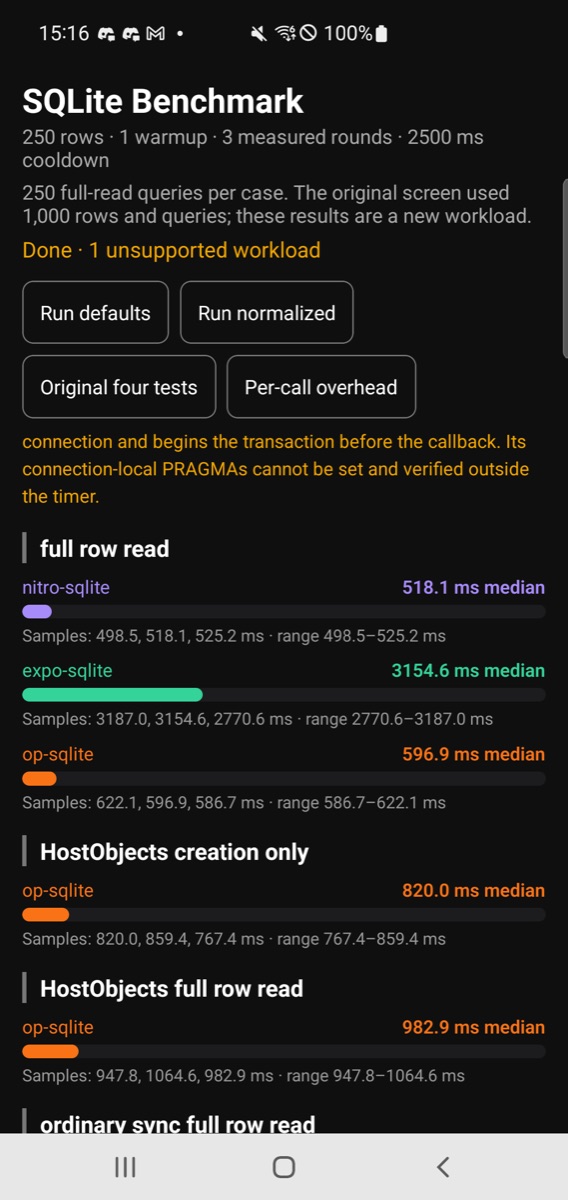 15:16 100%
SQLite Benchmark
250 rows · 1 warmup · 3 measured rounds · 2500 ms
cooldown
250 full-read queries per case. The original screen used
1,000 rows and queries; these results are a new workload.
Done · 1 unsupported workload
Run defaults Run normalized
Original four tests Per-call overhead
connection and begins the transaction before the callback. Its
connection-local PRAGMAs cannot be set and verified outside
the timer.
full row read
nitro-sqlite 518.1 ms median
Samples: 498.5, 518.1, 525.2 ms · range 498.5–525.2 ms
expo-sqlite 3154.6 ms median
Samples: 3187.0, 3154.6, 2770.6 ms · range 2770.6–3187.0 ms
op-sqlite 596.9 ms median
Samples: 622.1, 596.9, 586.7 ms · range 586.7–622.1 ms
HostObjects creation only
op-sqlite 820.0 ms median
Samples: 820.0, 859.4, 767.4 ms · range 767.4–859.4 ms
HostObjects full row read
op-sqlite 982.9 ms median
Samples: 947.8, 1064.6, 982.9 ms · range 947.8–1064.6 ms
ordinary sync full row read